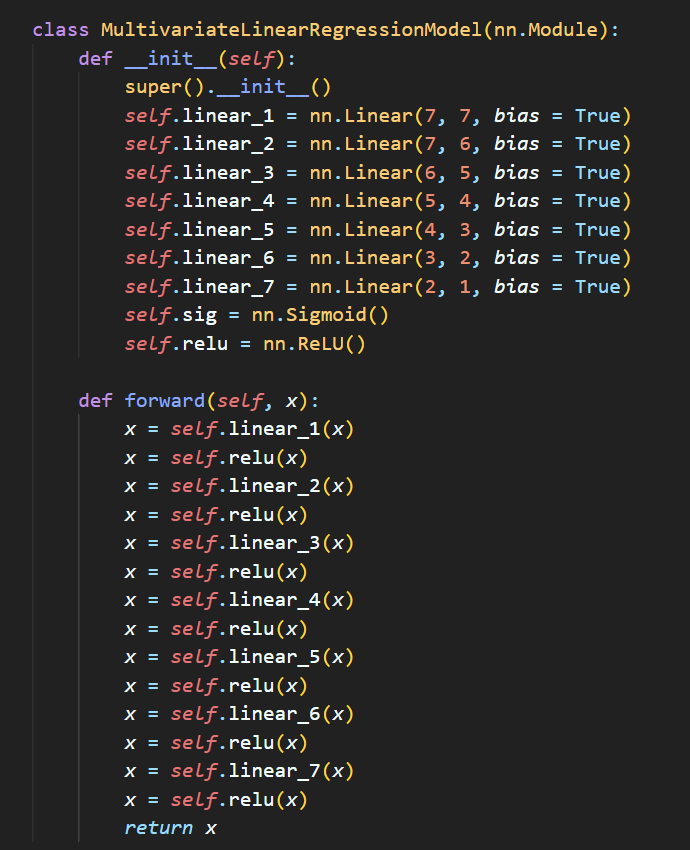 class MultivariateLinearRegressionModel(nn.Module):
    def __init__(self):
        super().__init__()
        self.linear_1 = nn.Linear(7, 7, bias = True)
        self.linear_2 = nn.Linear(7, 6, bias = True)
        self.linear_3 = nn.Linear(6, 5, bias = True)
        self.linear_4 = nn.Linear(5, 4, bias = True)
        self.linear_5 = nn.Linear(4, 3, bias = True)
        self.linear_6 = nn.Linear(3, 2, bias = True)
        self.linear_7 = nn.Linear(2, 1, bias = True)
        self.sig = nn.Sigmoid()
        self.relu = nn.ReLU()

    def forward(self, x):
        x = self.linear_1(x)
        x = self.relu(x)
        x = self.linear_2(x)
        x = self.relu(x)
        x = self.linear_3(x)
        x = self.relu(x)
        x = self.linear_4(x)
        x = self.relu(x)
        x = self.linear_5(x)
        x = self.relu(x)
        x = self.linear_6(x)
        x = self.relu(x)
        x = self.linear_7(x)
        x = self.relu(x)
        return x